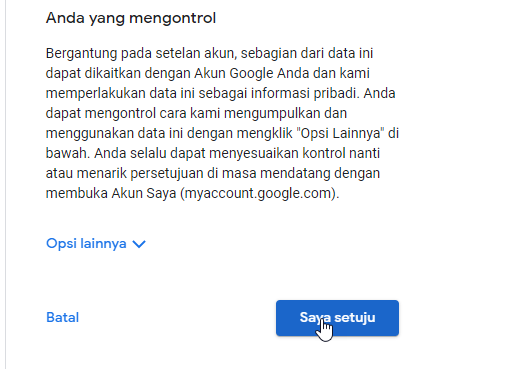 Anda yang mengontrol
Bergantung pada setelan akun, sebagian dari data ini
dapat dikaitkan dengan Akun Google Anda dan kami
memperlakukan data ini sebagai informasi pribadi. Anda
dapat mengontrol cara kami mengumpulkan dan
menggunakan data ini dengan mengklik "Opsi Lainnya" di
bawah. Anda selalu dapat menyesuaikan kontrol nanti
atau menarik persetujuan di masa mendatang dengan
membuka Akun Saya (myaccount.google.com).
Opsi lainnya
Batal
Saya setuju